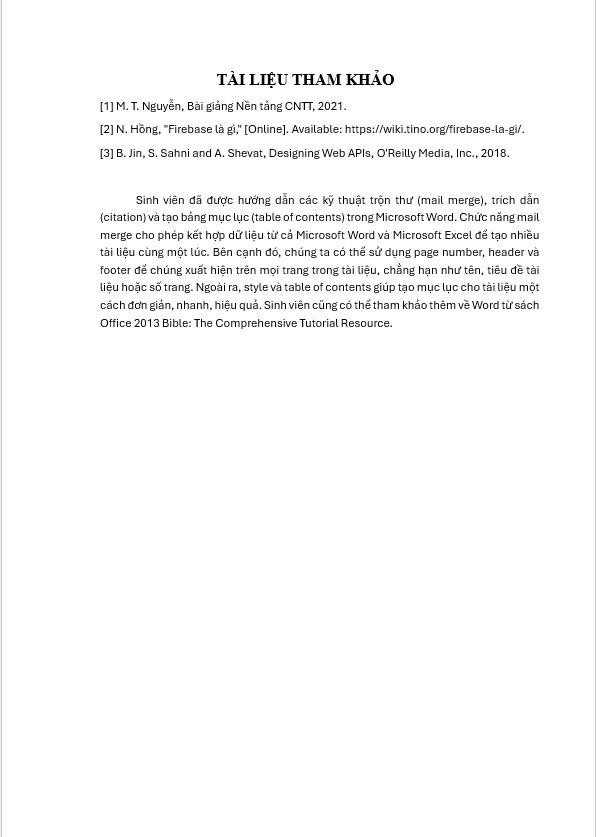 TÀI LIỆU THAM KHẢO
[1] M. T. Nguyễn, Bài giảng Nền tảng CNTT, 2021.
[2] N. Hồng, "Firebase là gì," [Online]. Available: https://wiki.tino.org/firebase-la-gi/.
[3] B. Jin, S. Sahni and A. Shevat, Designing Web APIs, O'Reilly Media, Inc., 2018.
Sinh viên đã được hướng dẫn các kỹ thuật trộn thư (mail merge), trích dẫn
(citation) và tạo bảng mục lục (table of contents) trong Microsoft Word. Chức năng mail
merge cho phép kết hợp dữ liệu từ cả Microsoft Word và Microsoft Excel để tạo nhiều
tài liệu cùng một lúc. Bên cạnh đó, chúng ta có thể sử dụng page number, header và
footer để chúng xuất hiện trên mọi trang trong tài liệu, chẳng hạn như tên, tiêu đề tài
liệu hoặc số trang. Ngoài ra, style và table of contents giúp tạo mục lục cho tài liệu một
cách đơn giản, nhanh, hiệu quả. Sinh viên cũng có thể tham khảo thêm về Word từ sách
Office 2013 Bible: The Comprehensive Tutorial Resource.